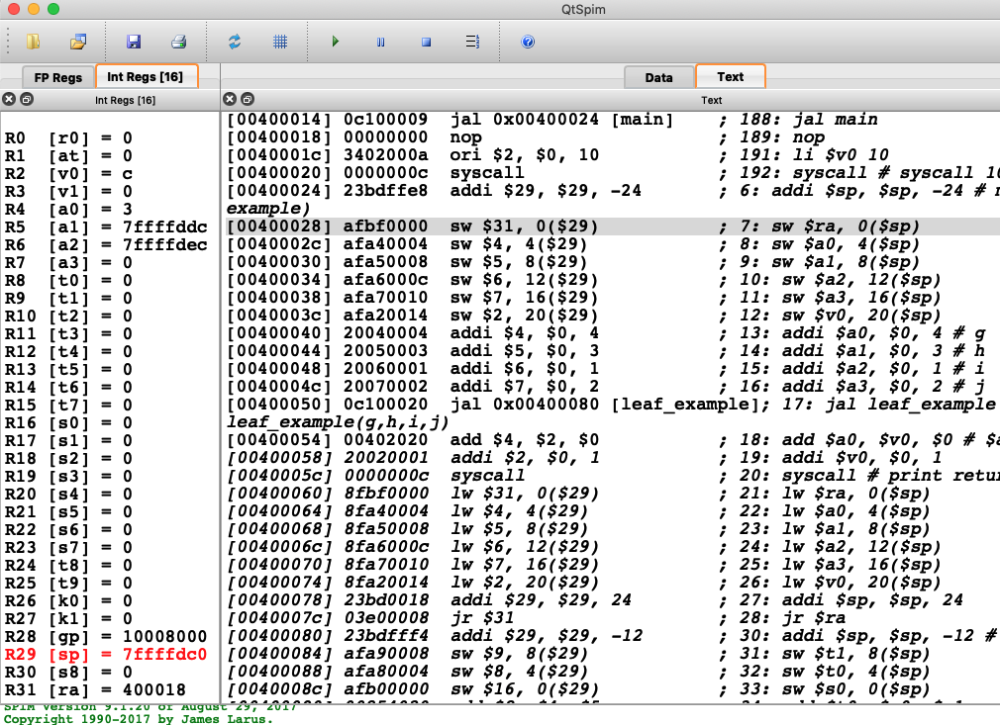 QtSpim
FP Regs
Int Regs [16]
Data
Text
Int Regs [16]
Text
R0 [r0] = 0
R1 [at] = 0
R2 [v0] = c
R3 [v1] = 0
R4 [a0] = 3
R5 [a1] = 7ffffddc
R6 [a2] = 7ffffdec
R7 [a3] = 0
R8 [t0] = 0
R9 [t1] = 0
R10 [t2] = 0
R11 [t3] = 0
R12 [t4] = 0
R13 [t5] = 0
R14 [t6] = 0
R15 [t7] = 0
R16 [s0] = 0
R17 [s1] = 0
R18 [s2] = 0
R19 [s3] = 0
R20 [s4] = 0
R21 [s5] = 0
R22 [s6] = 0
R23 [s7] = 0
R24 [t8] = 0
R25 [t9] = 0
R26 [k0] = 0
R27 [k1] = 0
R28 [gp] = 10008000
R29 [sp] = 7ffffdc0
R30 [s8] = 0
R31 [ra] = 400018
[00400014] 0c100009 jal 0x00400024 [main] ; 188: jal main
[00400018] 00000000 nop ; 189: nop
[0040001c] 3402000a ori $2, $0, 10 ; 191: li $v0 10
[00400020] 0000000c syscall ; 192: syscall # syscall 10
[00400024] 23bdffe8 addi $29, $29, -24 ; 6: addi $sp, $sp, -24 #
example)
[00400028] afbf0000 sw $31, 0($29) ; 7: sw $ra, 0($sp)
[0040002c] afa40004 sw $4, 4($29) ; 8: sw $a0, 4($sp)
[00400030] afa50008 sw $5, 8($29) ; 9: sw $a1, 8($sp)
[00400034] afa6000c sw $6, 12($29) ; 10: sw $a2, 12($sp)
[00400038] afa70010 sw $7, 16($29) ; 11: sw $a3, 16($sp)
[0040003c] afa20014 sw $2, 20($29) ; 12: sw $v0, 20($sp)
[00400040] 20040004 addi $4, $0, 4 ; 13: addi $a0, $0, 4 # g
[00400044] 20050003 addi $5, $0, 3 ; 14: addi $a1, $0, 3 # h
[00400048] 20060001 addi $6, $0, 1 ; 15: addi $a2, $0, 1 # i
[0040004c] 20070002 addi $7, $0, 2 ; 16: addi $a3, $0, 2 # j
[00400050] 0c100020 jal 0x00400080 [leaf_example]; 17: jal leaf_example
leaf_example(g,h,i,j)
[00400054] 00402020 add $4, $2, $0 ; 18: add $a0, $v0, $0 #
[00400058] 20020001 addi $2, $0, 1 ; 19: addi $v0, $0, 1
[0040005c] 0000000c syscall ; 20: syscall # print retur
[00400060] 8fbf0000 lw $31, 0($29) ; 21: lw $ra, 0($sp)
[00400064] 8fa40004 lw $4, 4($29) ; 22: lw $a0, 4($sp)
[00400068] 8fa50008 lw $5, 8($29) ; 23: lw $a1, 8($sp)
[0040006c] 8fa6000c lw $6, 12($29) ; 24: lw $a2, 12($sp)
[00400070] 8fa70010 lw $7, 16($29) ; 25: lw $a3, 16($sp)
[00400074] 8fa20014 lw $2, 20($29) ; 26: lw $v0, 20($sp)
[00400078] 23bd0018 addi $29, $29, 24 ; 27: addi $sp, $sp, 24
[0040007c] 03e00008 jr $31 ; 28: jr $ra
[00400080] 23bdfff4 addi $29, $29, -12 ; 30: addi $sp, $sp, -12 #
[00400084] afa90008 sw $9, 8($29) ; 31: sw $t1, 8($sp)
[00400088] afa80004 sw $8, 4($29) ; 32: sw $t0, 4($sp)
[0040008c] afb00000 sw $16, 0($29) ; 33: sw $s0, 0($sp)
SPIM Version 9.1.20 of August 29, 2017
Copyright 1990-2017 by James Larus.